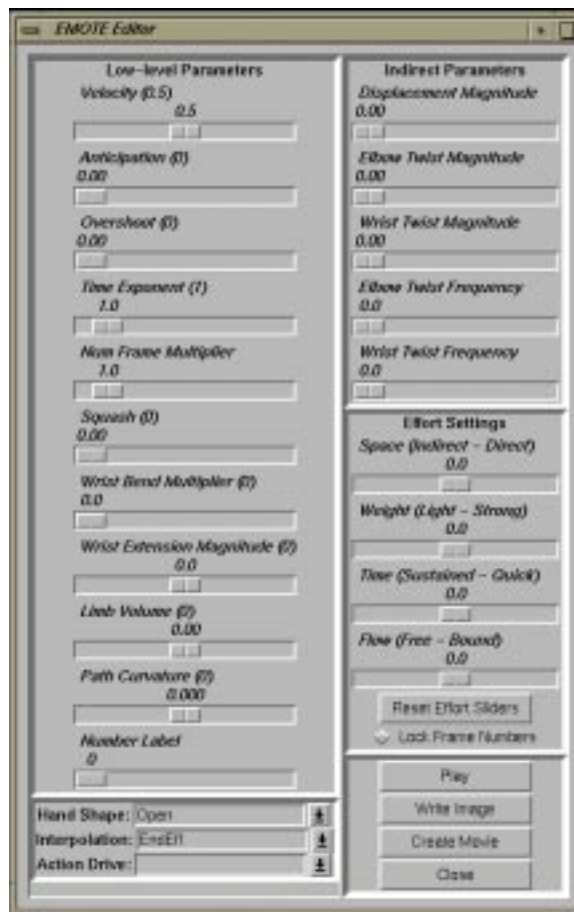 EMOTE Editor
Low-level Parameters
Velocity (0.5)
0.5
Anticipation (0)
0.00
Overshoot (0)
0.00
Time Exponent (1)
1.0
Num Frame Multiplier
1.0
Squash (0)
0.00
Wrist Bend Multiplier (0)
0.0
Wrist Extension Magnitude (0)
0.0
Limb Volume (0)
0.00
Path Curvature (0)
0.000
Number Label
0
Hand Shape: Open
Interpolation: EndEff
Action Drive:
Indirect Parameters
Displacement Magnitude
0.00
Elbow Twist Magnitude
0.00
Wrist Twist Magnitude
0.00
Elbow Twist Frequency
0.0
Wrist Twist Frequency
0.0
Effort Settings
Space (Indirect - Direct)
0.0
Weight (Light - Strong)
0.0
Time (Sustained - Quick)
0.0
Flow (Free - Bound)
0.0
Reset Effort Sliders
Lock Frame Numbers
Play
Write Image
Create Movie
Close